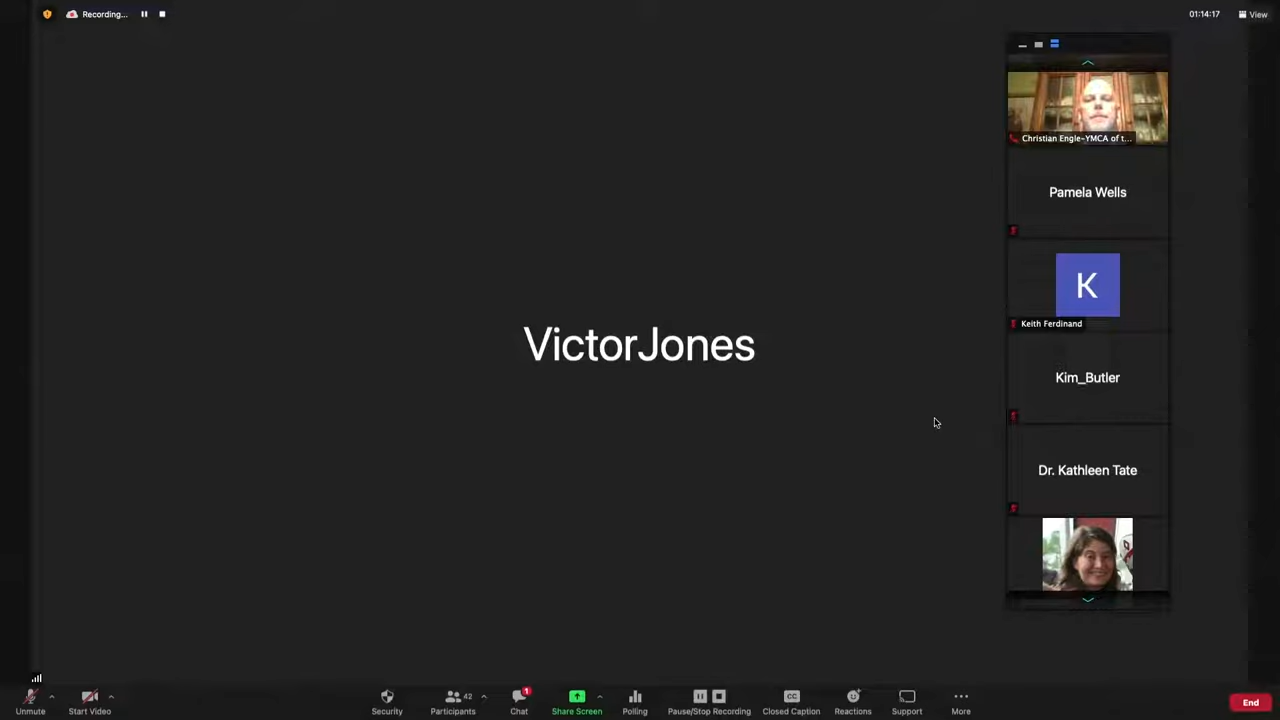 Recording...
01:14:17
View
Christian Engle-YMCA of t...
Pamela Wells
K
Keith Ferdinand
VictorJones
Kim_Butler
Dr. Kathleen Tate
Unmute
Start Video
Security
42
Participants
1
Chat
Share Screen
Polling
Pause/Stop Recording
CC
Closed Caption
Reactions
Support
More
End